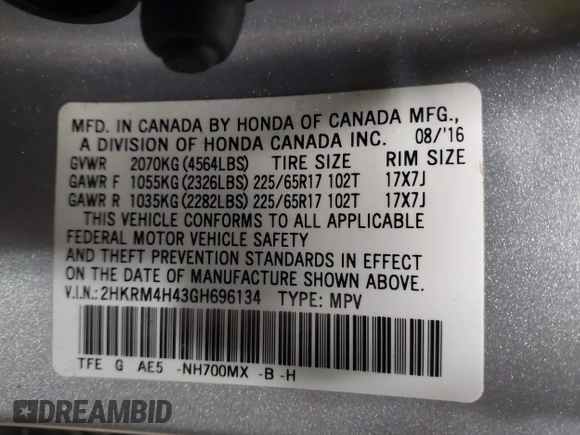 MFD. IN CANADA BY HONDA OF CANADA MFG.,
A DIVISION OF HONDA CANADA INC. 08/'16
GVWR 2070KG(4564LBS) TIRE SIZE RIM SIZE
GAWR F 1055KG(2326LBS) 225/65R17 102T 17X7J
GAWR R 1035KG(2282LBS) 225/65R17 102T 17X7J
THIS VEHICLE CONFORMS TO ALL APPLICABLE
FEDERAL MOTOR VEHICLE SAFETY
AND THEFT PREVENTION STANDARDS IN EFFECT
ON THE DATE OF MANUFACTURE SHOWN ABOVE.
V.I.N.: 2HKRM4H43GH696134 TYPE: MPV
TFE G AE5 -NH700MX -B -H
DREAMBID